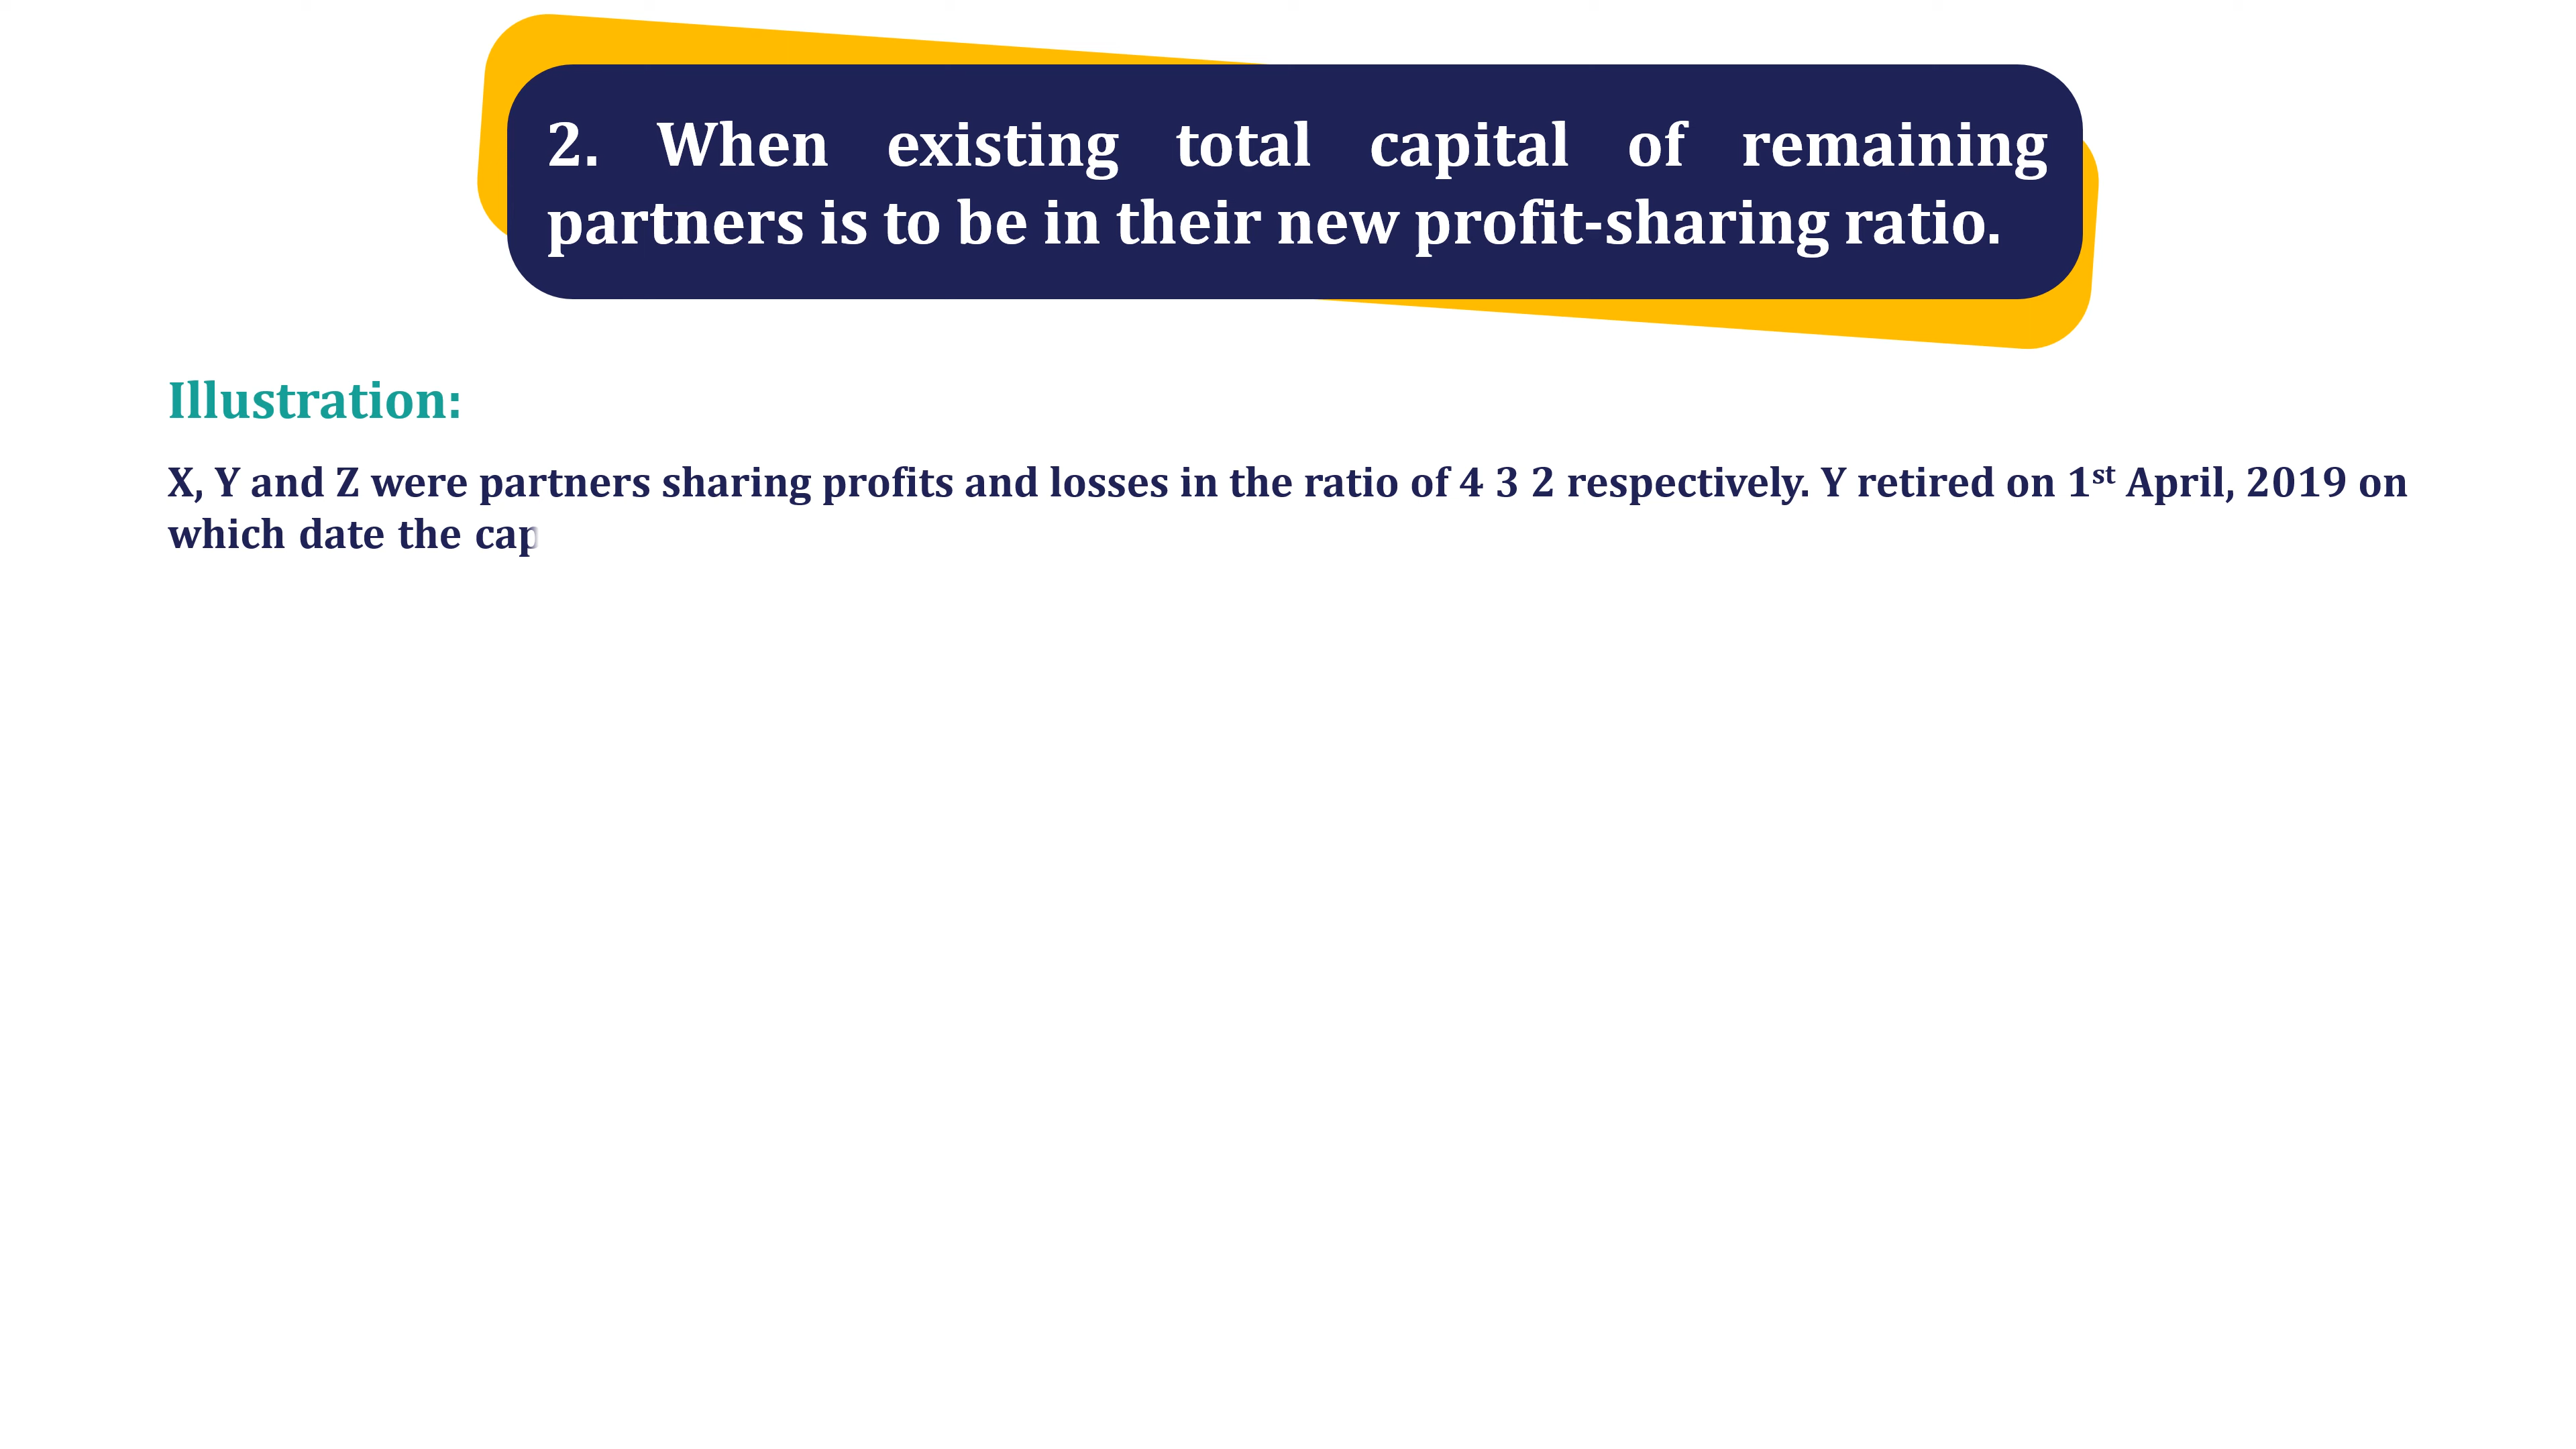 2. When existing total capital of remaining
partners is to be in their new profit-sharing ratio.
Illustration:
X, Y and Z were partners sharing profits and losses in the ratio of 4 3 2 respectively. Y retired on 1st April, 2019 on
which date the cap